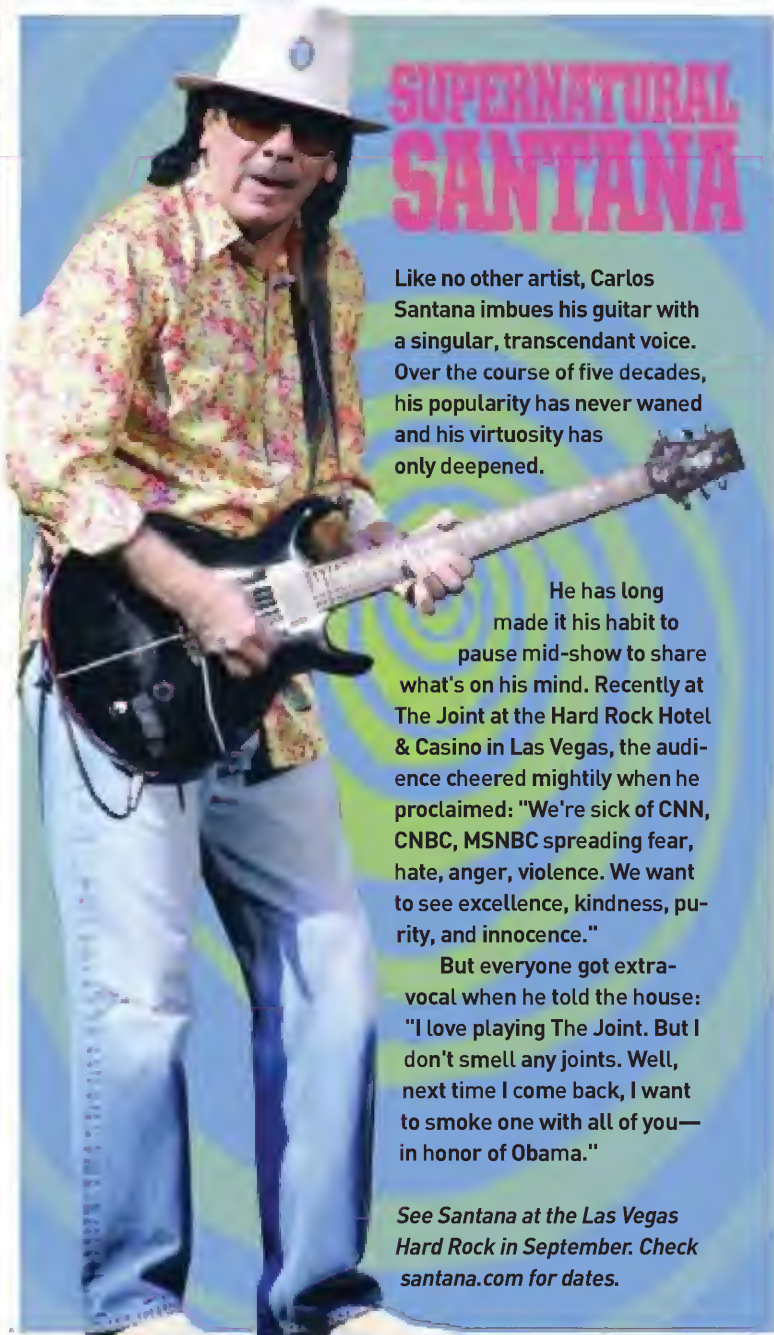 SUPERNATURAL
SANTANA
Like no other artist, Carlos
Santana imbues his guitar with
a singular, transcendant voice.
Over the course of five decades,
his popularity has never waned
and his virtuosity has
only deepened.
He has long
made it his habit to
pause mid-show to share
what's on his mind. Recently at
The Joint at the Hard Rock Hotel
& Casino in Las Vegas, the audi-
ence cheered mightily when he
proclaimed: "We're sick of CNN,
CNBC, MSNBC spreading fear,
hate, anger, violence. We want
to see excellence, kindness, pu-
rity, and innocence."
But everyone got extra-
vocal when he told the house:
"I love playing The Joint. But I
don't smell any joints. Well,
next time I come back, I want
to smoke one with all of you—
in honor of Obama."
See Santana at the Las Vegas
Hard Rock in September. Check
santana.com for dates.